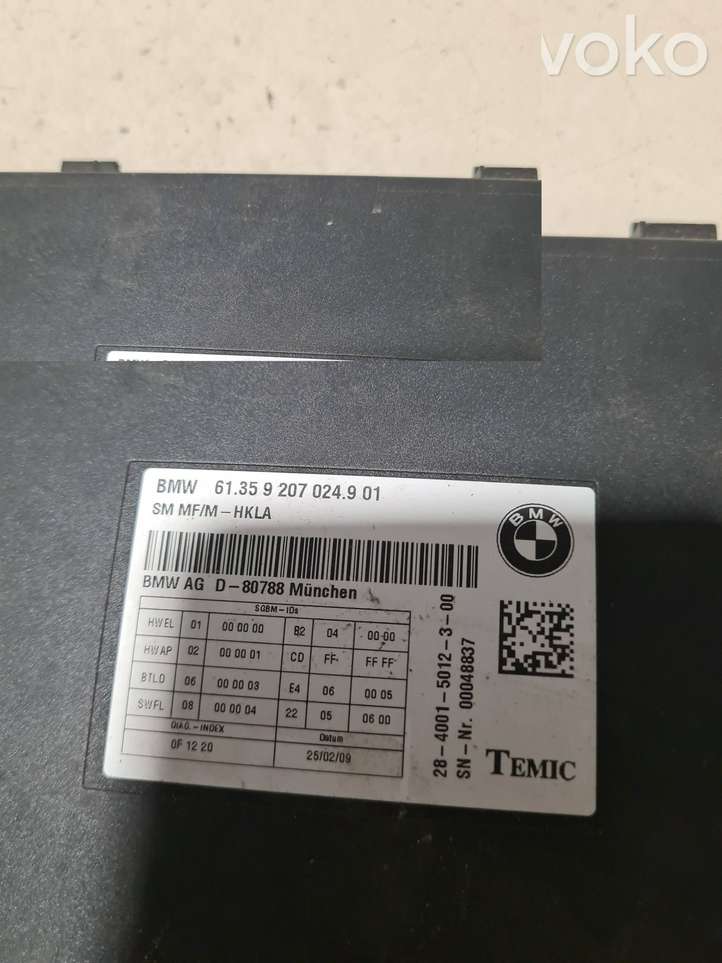 voko
BMW 61.35 9 207 024.9 01
SM MF/M-HKLA
BMW
BMW AG D-80788 München
SGBM-IDs
HWEL 01 00 00 00 B2 04 00 00
HWAP 02 00 00 01 CD FF FF FF
BTLD 06 00 00 03 E4 06 00 05
SWFL 08 00 00 04 22 05 06 00
DIAG.-INDEX Datum
0F 12 20 25/02/09
28-4001-5012-3-00
SN-Nr. 00048837
TEMIC